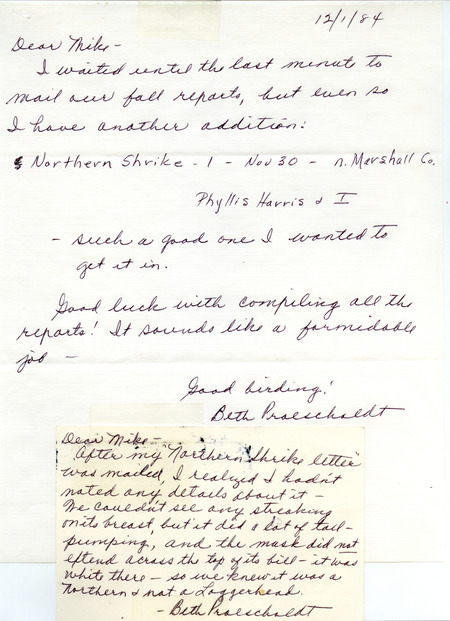 12/1/84
Dear Mike -
I waited until the last minute to
mail our fall reports, but even so
I have another addition:
Northern Shrike - 1 - Nov 30 - n. Marshall Co.
Phyllis Harris & I
- such a good one I wanted to
get it in.
Good luck with compiling all the
reports! It sounds like a formidable
job -
Good birding!
Beth Proescholdt
Dear Mike -
After my "Northern Shrike letter"
was mailed, I realized I hadn't
noted any details about it -
We couldn't see any streaking
on its breast but it did a lot of tail-
pumping, and the mask did not
extend across the top of its bill - it was
white there - so we knew it was a
Northern & not a Loggerhead.
- Beth Proescholdt